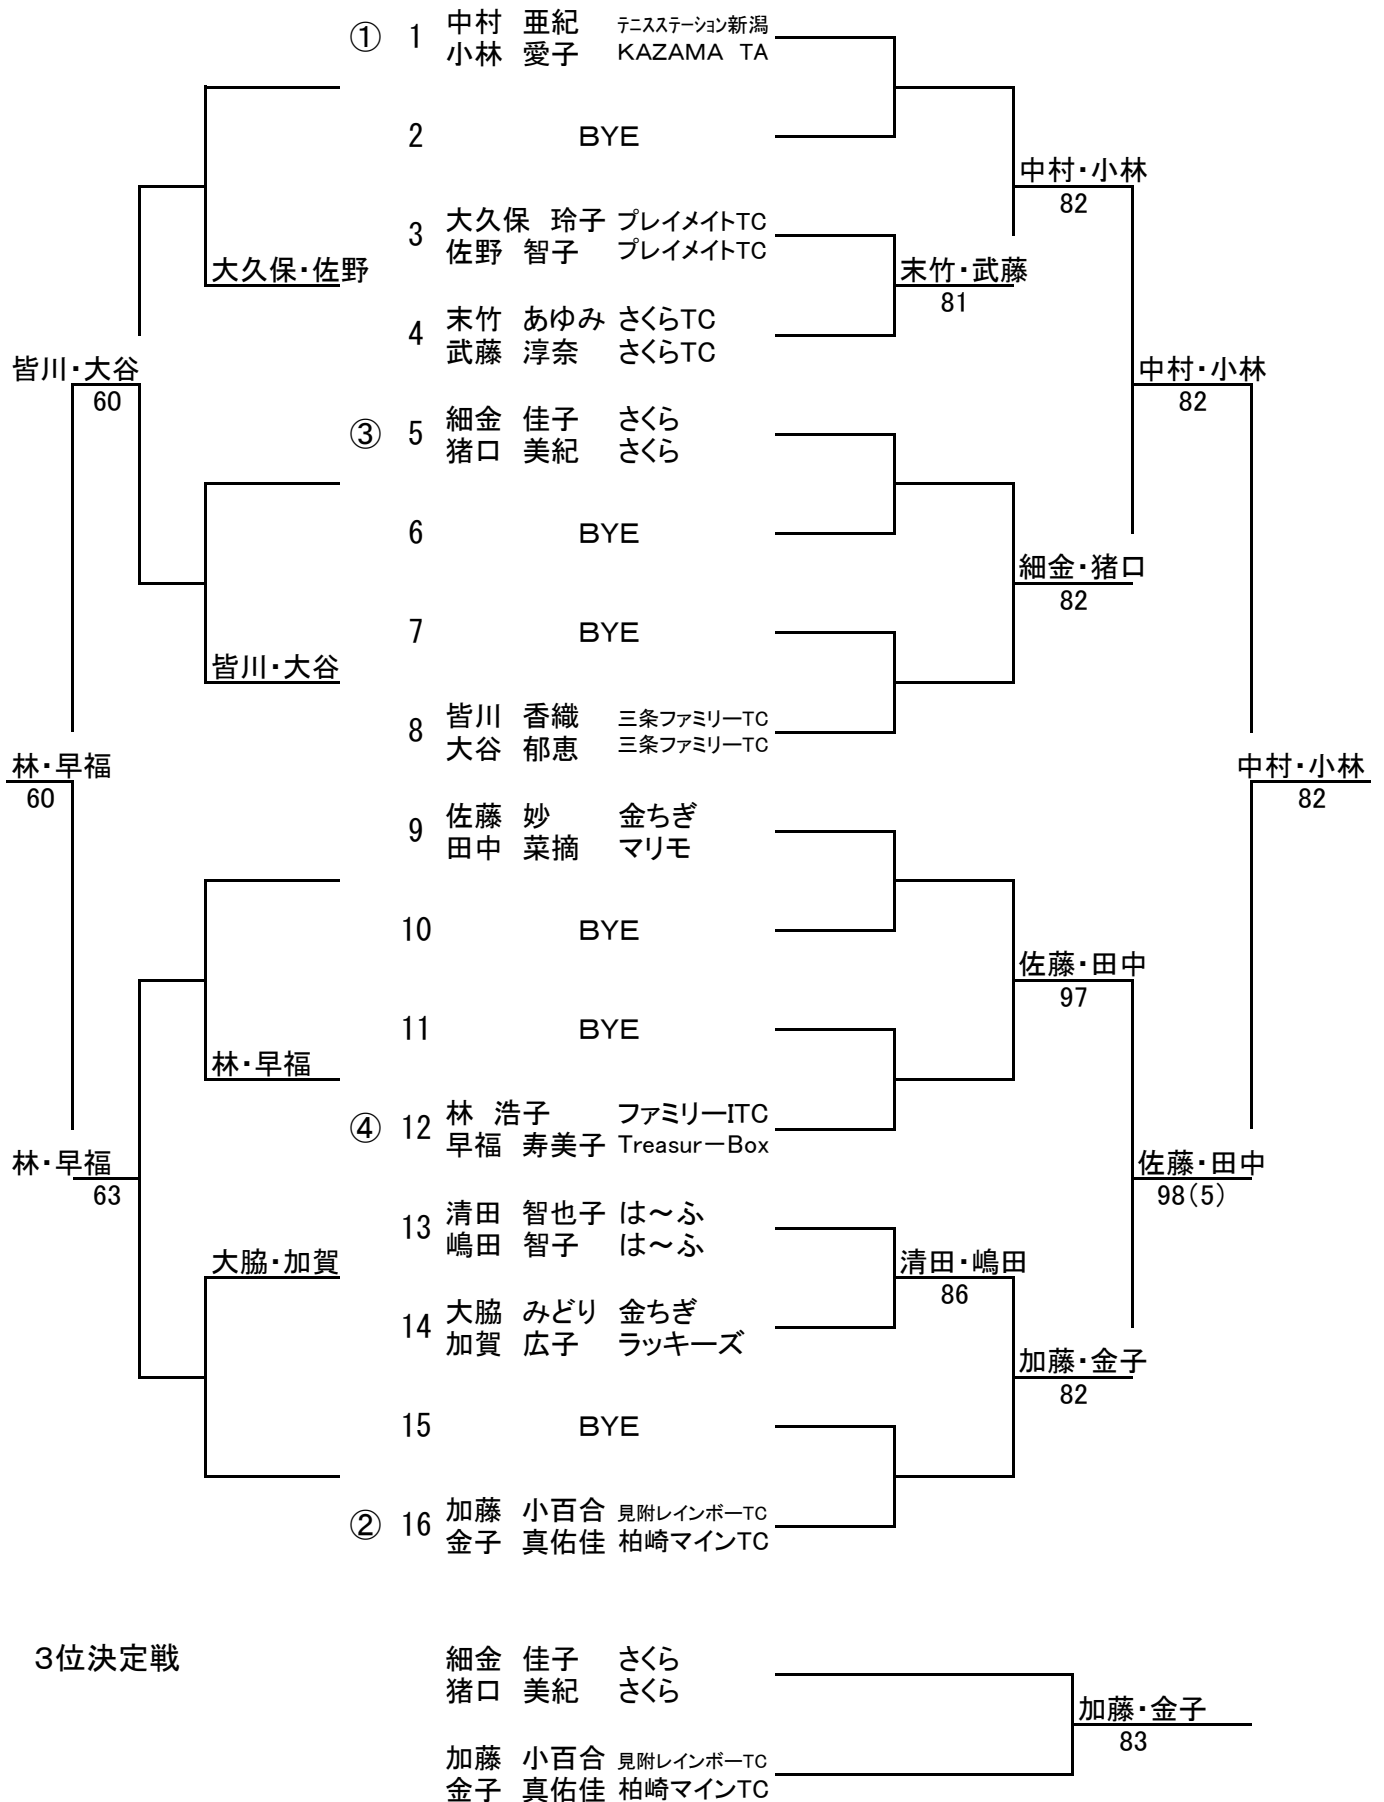 ① 1 中村 亜紀 テニスステーション新潟
小林 愛子 KAZAMA TA
2 BYE
中村・小林
82
3 大久保 玲子 プレイメイトTC
佐野 智子 プレイメイトTC
大久保・佐野
末竹・武藤
81
4 末竹 あゆみ さくらTC
武藤 淳奈 さくらTC
皆川・大谷
60
中村・小林
82
③ 5 細金 佳子 さくら
猪口 美紀 さくら
6 BYE
細金・猪口
82
7 BYE
皆川・大谷
8 皆川 香織 三条ファミリーTC
大谷 郁恵 三条ファミリーTC
林・早福
60
中村・小林
82
9 佐藤 妙 金ちぎ
田中 菜摘 マリモ
10 BYE
佐藤・田中
97
11 BYE
林・早福
④ 12 林 浩子 ファミリーITC
早福 寿美子 Treasur-Box
林・早福
63
佐藤・田中
98(5)
13 清田 智也子 は～ふ
嶋田 智子 は～ふ
大脇・加賀
清田・嶋田
86
14 大脇 みどり 金ちぎ
加賀 広子 ラッキーズ
加藤・金子
82
15 BYE
② 16 加藤 小百合 見附レインボーTC
金子 真佑佳 柏崎マインTC
3位決定戦
細金 佳子 さくら
猪口 美紀 さくら
加藤・金子
83
加藤 小百合 見附レインボーTC
金子 真佑佳 柏崎マインTC